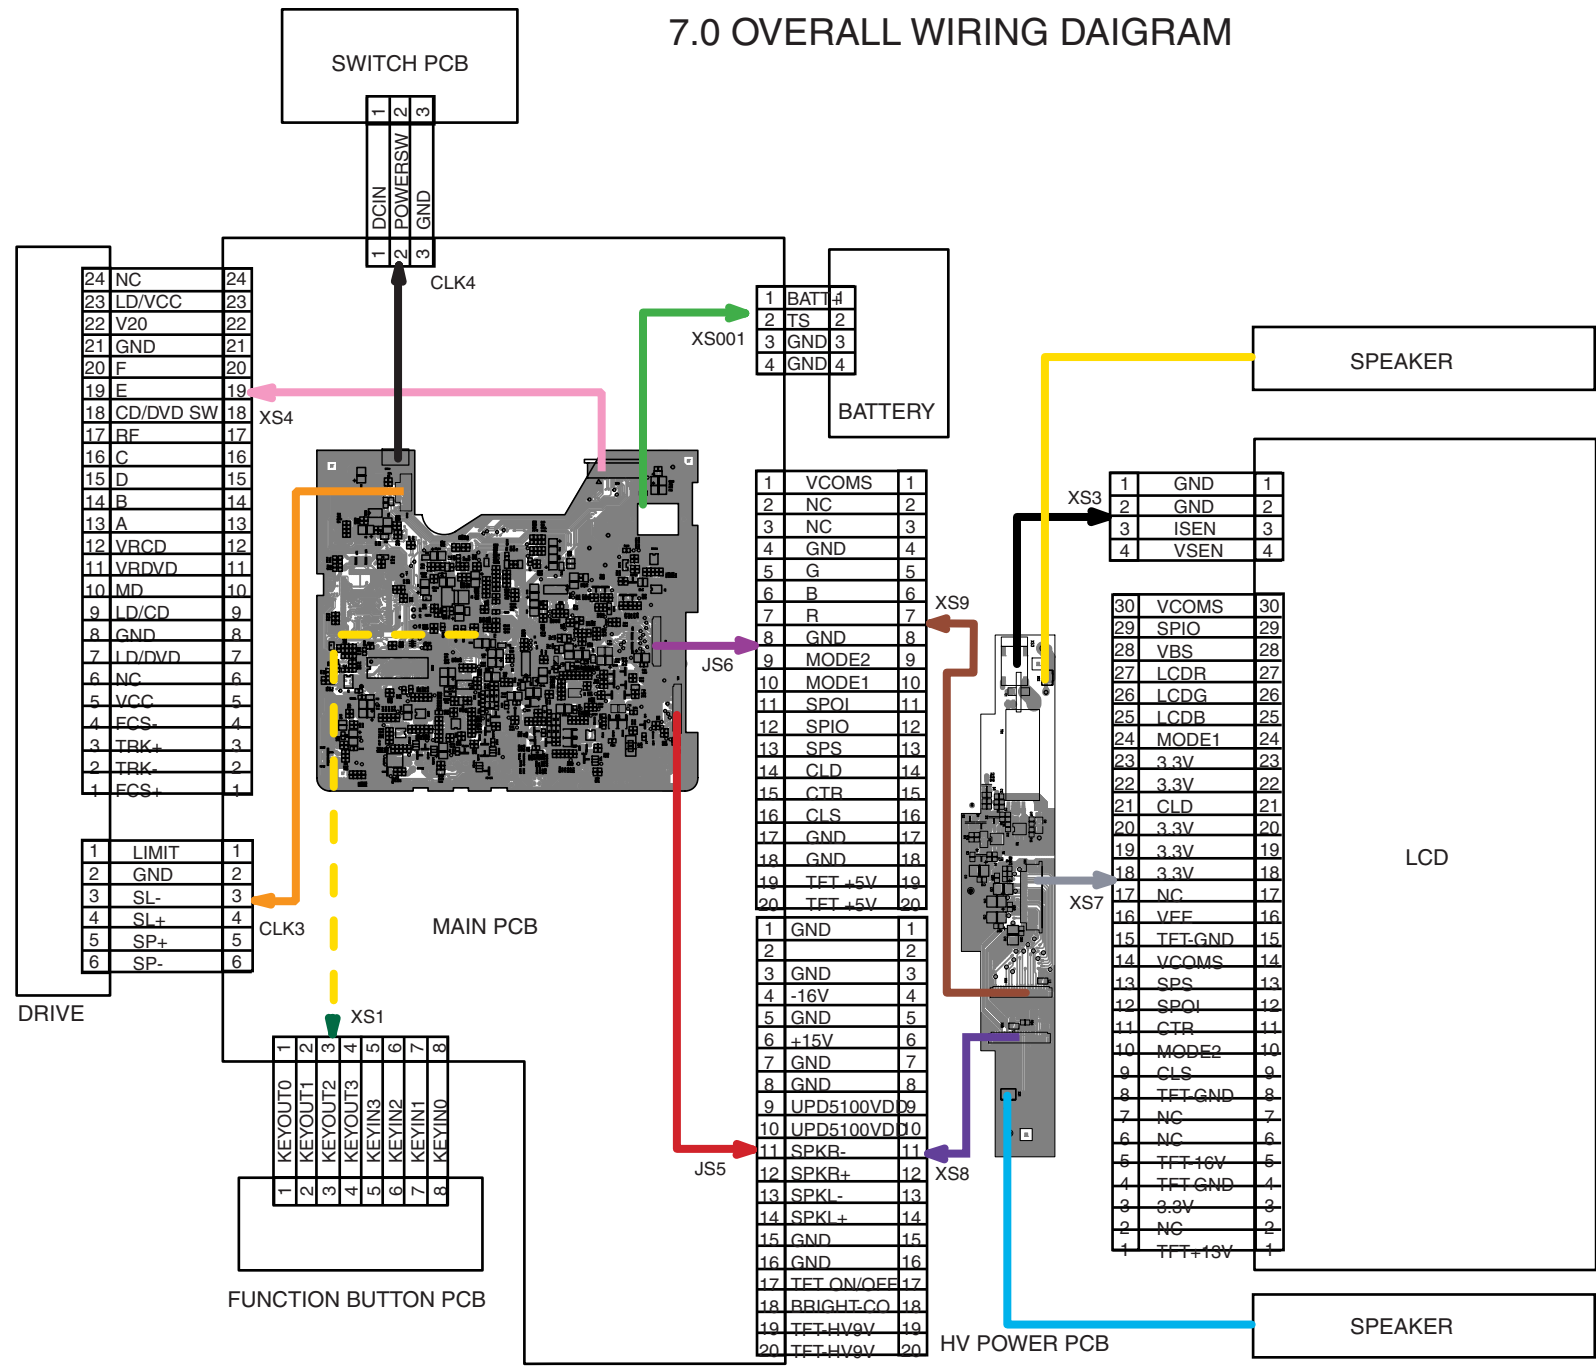 7.0 OVERALL WIRING DAIGRAM
SWITCH PCB
1 2 3
DCIN
POWERSW
GND
1 2 3
CLK4
24 NC 24
23 LD/VCC 23
22 V20 22
21 GND 21
20 F 20
19 E 19
18 CD/DVD SW 18
17 RF 17
16 C 16
15 D 15
14 B 14
13 A 13
12 VRCD 12
11 VRDVD 11
10 MD 10
9 LD/CD 9
8 GND 8
7 LD/DVD 7
6 NC 6
5 VCC 5
4 FCS- 4
3 TRK+ 3
2 TRK- 2
1 FCS+ 1
XS4
1 LIMIT 1
2 GND 2
3 SL- 3
4 SL+ 4
5 SP+ 5
6 SP- 6
CLK3
DRIVE
MAIN PCB
XS1
1 2 3 4 5 6 7 8
KEYOUT0
KEYOUT1
KEYOUT2
KEYOUT3
KEYIN3
KEYIN2
KEYIN1
KEYIN0
1 2 3 4 5 6 7 8
FUNCTION BUTTON PCB
XS001
1 BATT+ 1
2 TS 2
3 GND 3
4 GND 4
BATTERY
JS6
1 VCOMS 1
2 NC 2
3 NC 3
4 GND 4
5 G 5
6 B 6
7 R 7
8 GND 8
9 MODE2 9
10 MODE1 10
11 SPOI 11
12 SPIO 12
13 SPS 13
14 CLD 14
15 CTR 15
16 CLS 16
17 GND 17
18 GND 18
19 TFT +5V 19
20 TFT +5V 20
XS9
JS5
1 GND 1
2 2
3 GND 3
4 -16V 4
5 GND 5
6 +15V 6
7 GND 7
8 GND 8
9 UPD5100VDD 9
10 UPD5100VDD 10
11 SPKR- 11
12 SPKR+ 12
13 SPKL- 13
14 SPKL+ 14
15 GND 15
16 GND 16
17 TFT ON/OFF 17
18 BRIGHT-CO 18
19 TFT-HV9V 19
20 TFT-HV9V 20
XS8
HV POWER PCB
SPEAKER
XS3
1 GND 1
2 GND 2
3 ISEN 3
4 VSEN 4
30 VCOMS 30
29 SPIO 29
28 VBS 28
27 LCDR 27
26 LCDG 26
25 LCDB 25
24 MODE1 24
23 3.3V 23
22 3.3V 22
21 CLD 21
20 3.3V 20
19 3.3V 19
18 3.3V 18
17 NC 17
16 VEE 16
15 TFT-GND 15
14 VCOMS 14
13 SPS 13
12 SPOI 12
11 CTR 11
10 MODE2 10
9 CLS 9
8 TFT-GND 8
7 NC 7
6 NC 6
5 TFT-16V 5
4 TFT-GND 4
3 3.3V 3
2 NC 2
1 TFT+13V 1
XS7
LCD
SPEAKER